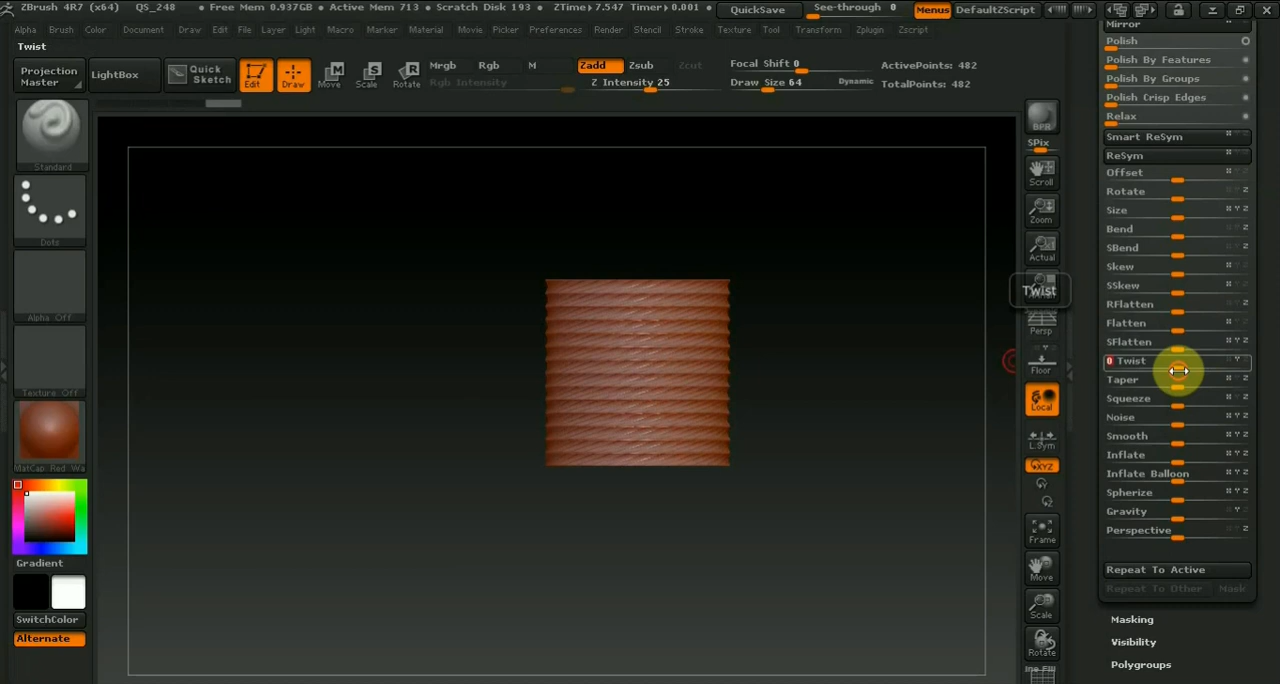 ZBrush 4R7 (x64) QS_248 • Free Mem 0.937GB • Active Mem 713 • Scratch Disk 193 • ZTime▸7.547 Timer▸0.001 QuickSave See-through 0 Menus DefaultZScript
Alpha Brush Color Document Draw Edit File Layer Light Macro Marker Material Movie Picker Preferences Render Stencil Stroke Texture Tool Transform Zplugin Zscript
Twist
Projection Master
LightBox
Quick Sketch
Edit
Draw
Move
Scale
Rotate
Mrgb Rgb M
Rgb Intensity
Zadd Zsub Zcut
Z Intensity 25
Focal Shift 0
Draw Size 64 Dynamic
ActivePoints: 482
TotalPoints: 482
Standard
Dots
Alpha Off
Texture Off
MatCap Red Wa
Gradient
SwitchColor
Alternate
BPR
SPix
Scroll
Zoom
Actual
Twist
Persp
Floor
Local
L.Sym
XYZ
Frame
Move
Scale
Rotate
Mirror
Polish
Polish By Features
Polish By Groups
Polish Crisp Edges
Relax
Smart ReSym
ReSym
Offset
Rotate
Size
Bend
SBend
Skew
SSkew
RFlatten
Flatten
SFlatten
0 Twist
Taper
Squeeze
Noise
Smooth
Inflate
Inflate Balloon
Spherize
Gravity
Perspective
Repeat To Active
Repeat To Other Mask
Masking
Visibility
Polygroups